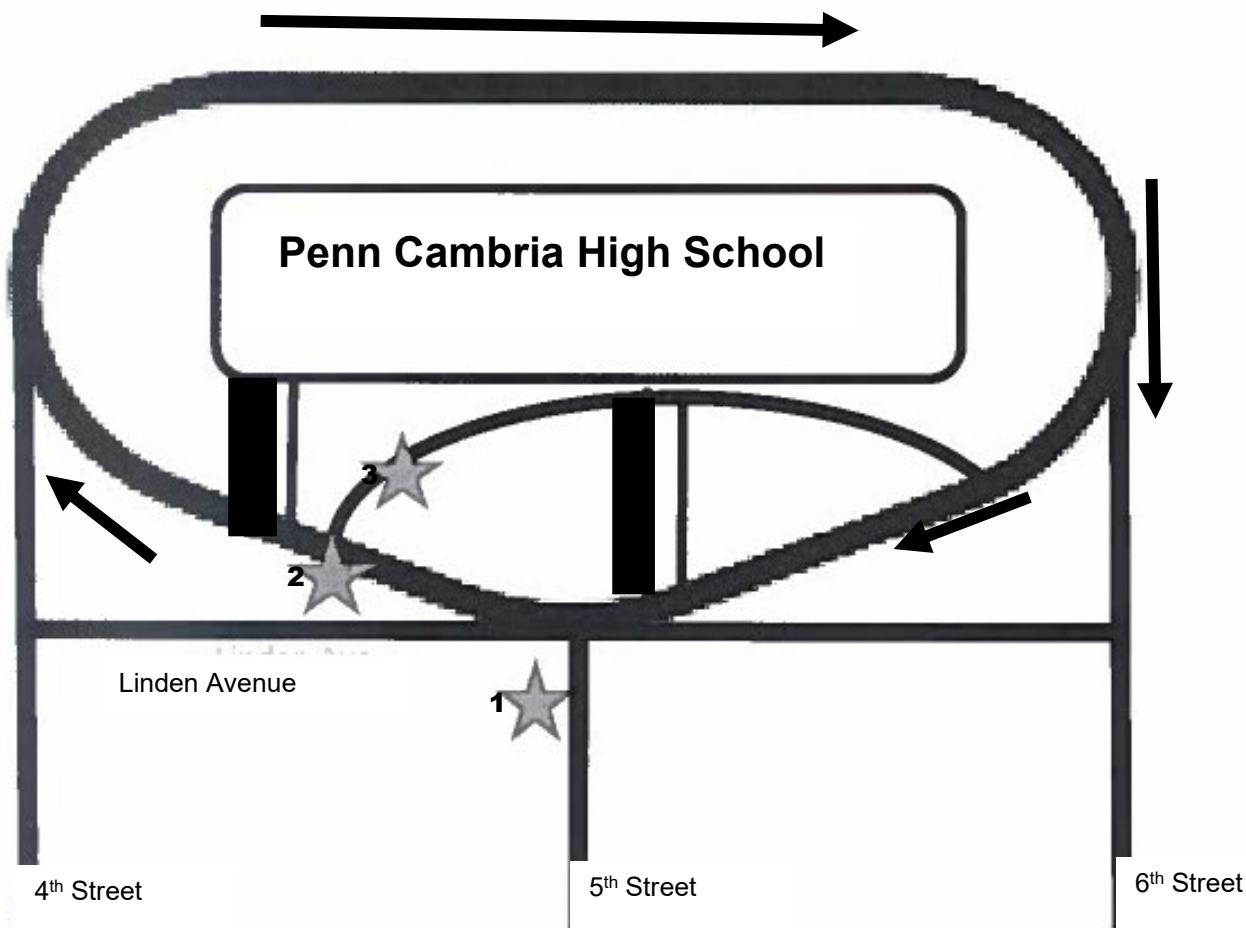 Penn Cambria High School
3
2
Linden Avenue
1
4th Street
5th Street
6th Street